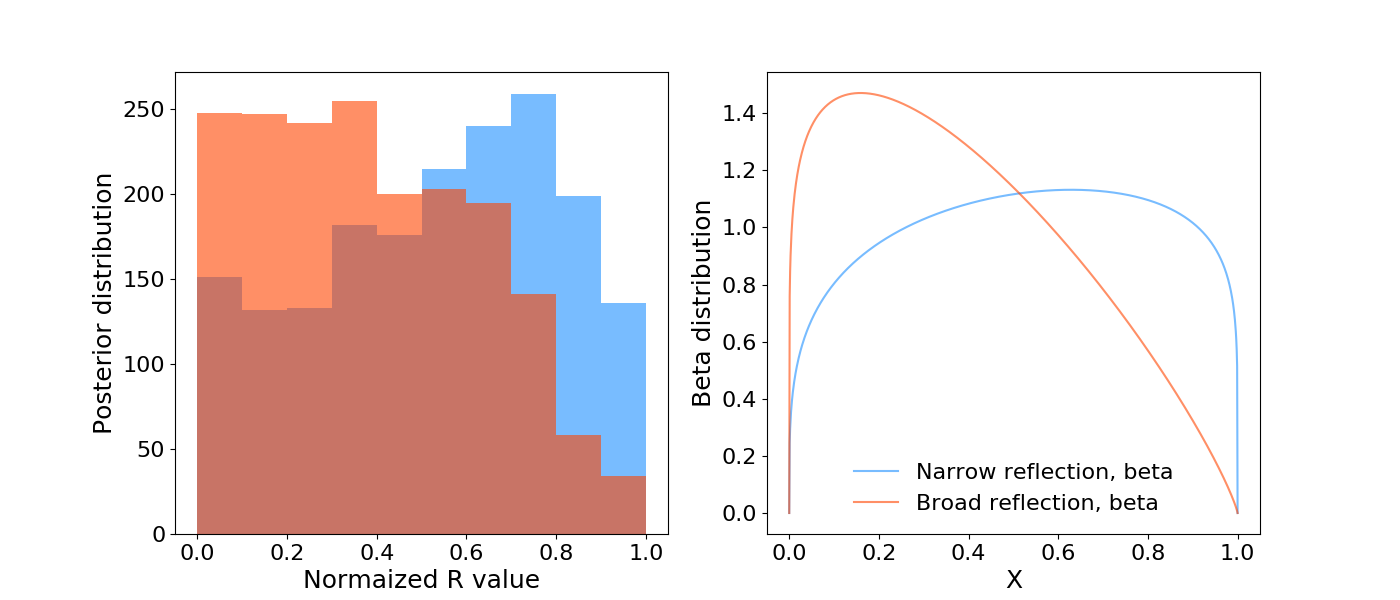 Posterior distribution
250
200
150
100
50
0
0.0 0.2 0.4 0.6 0.8 1.0
Normaized R value
Beta distribution
1.4
1.2
1.0
0.8
0.6
0.4
0.2
0.0
Narrow reflection, beta
Broad reflection, beta
0.0 0.2 0.4 0.6 0.8 1.0
X